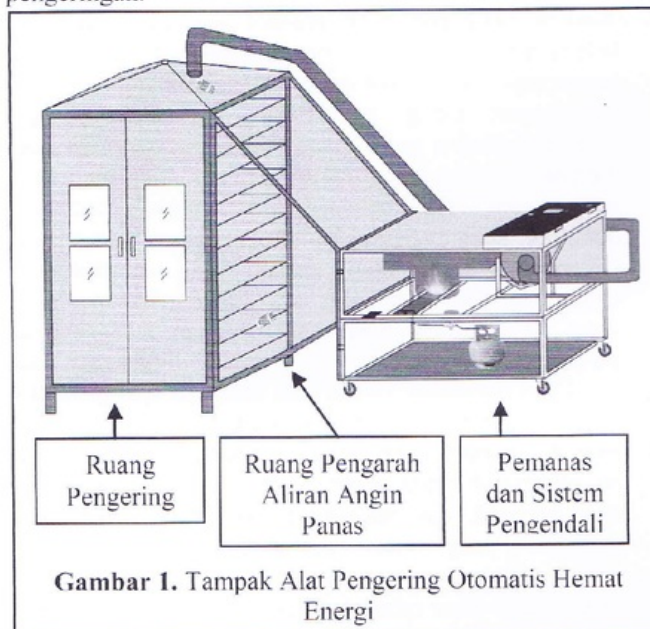 Ruang
Pengering
Ruang Pengarah
Aliran Angin
Panas
Pemanas
dan Sistem
Pengendali
Gambar 1. Tampak Alat Pengering Otomatis Hemat
Energi